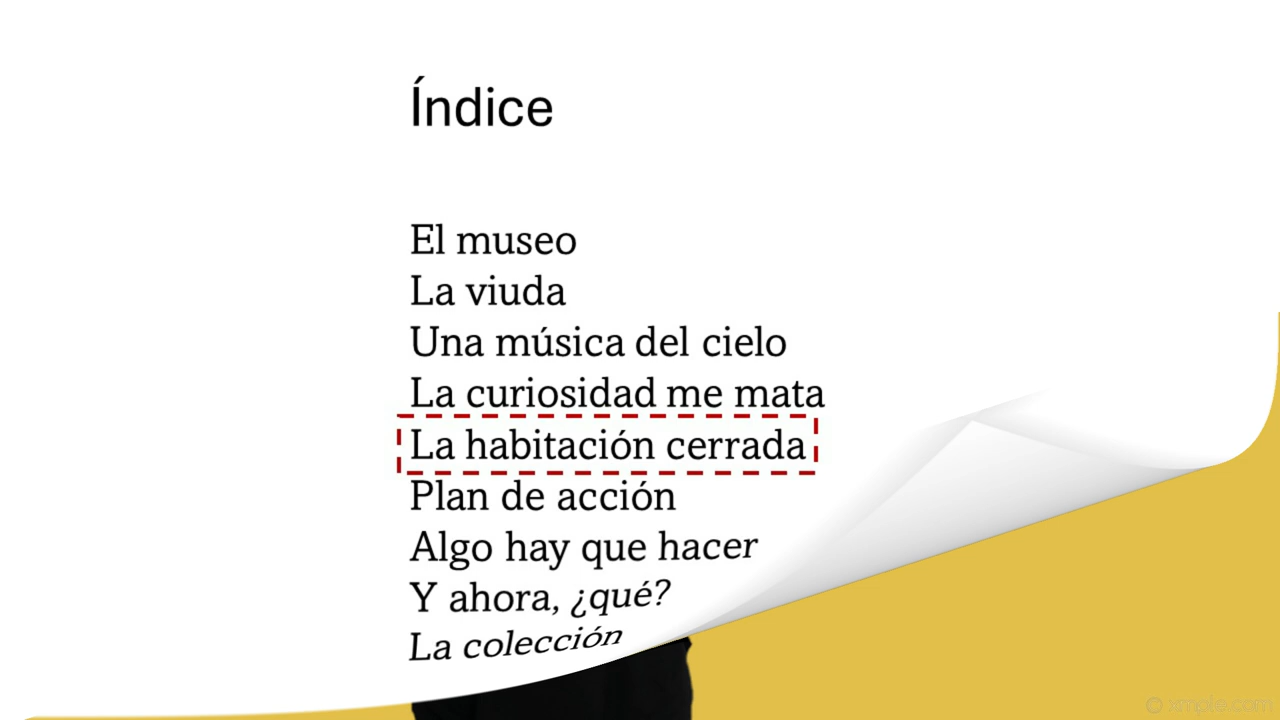 Índice
El museo
La viuda
Una música del cielo
La curiosidad me mata
La habitación cerrada
Plan de acción
Algo hay que hacer
Y ahora, ¿qué?
La colección